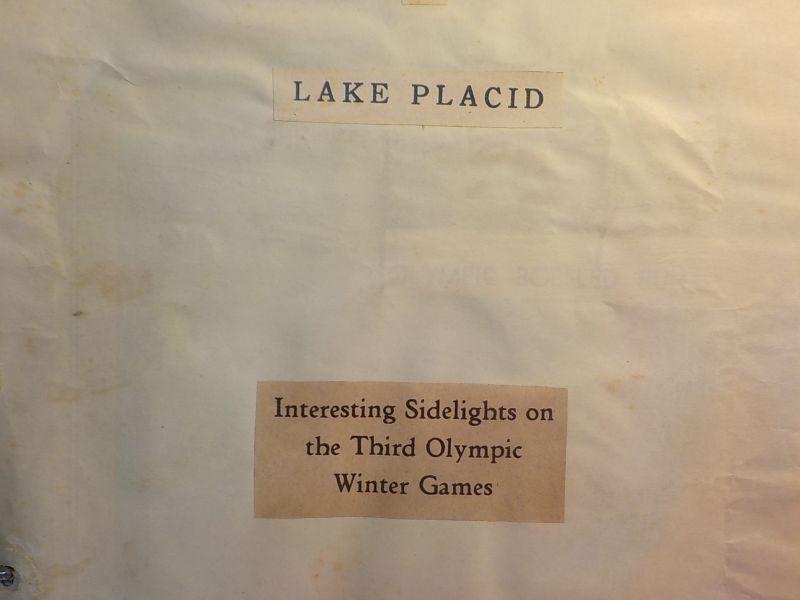 LAKE PLACID
Interesting Sidelights on
the Third Olympic
Winter Games